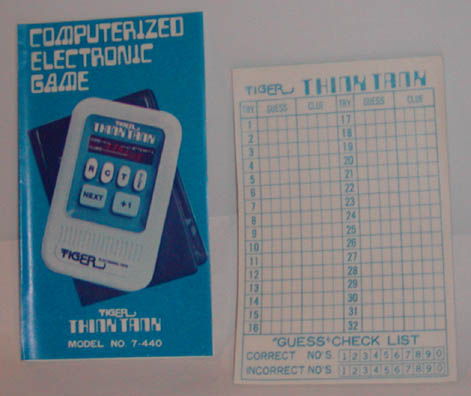 COMPUTERIZED
ELECTRONIC
GAME
TIGER
THINK TANK
R G T
NEXT +1
TIGER
TIGER
THINK TANK
MODEL NO. 7-440
TIGER THINK TANK
TRY GUESS CLUE TRY GUESS CLUE
1 17
2 18
3 19
4 20
5 21
6 22
7 23
8 24
9 25
10 26
11 27
12 28
13 29
14 30
15 31
16 32
"GUESS" CHECK LIST
CORRECT NO'S 1 2 3 4 5 6 7 8 9 0
INCORRECT NO'S 1 2 3 4 5 6 7 8 9 0